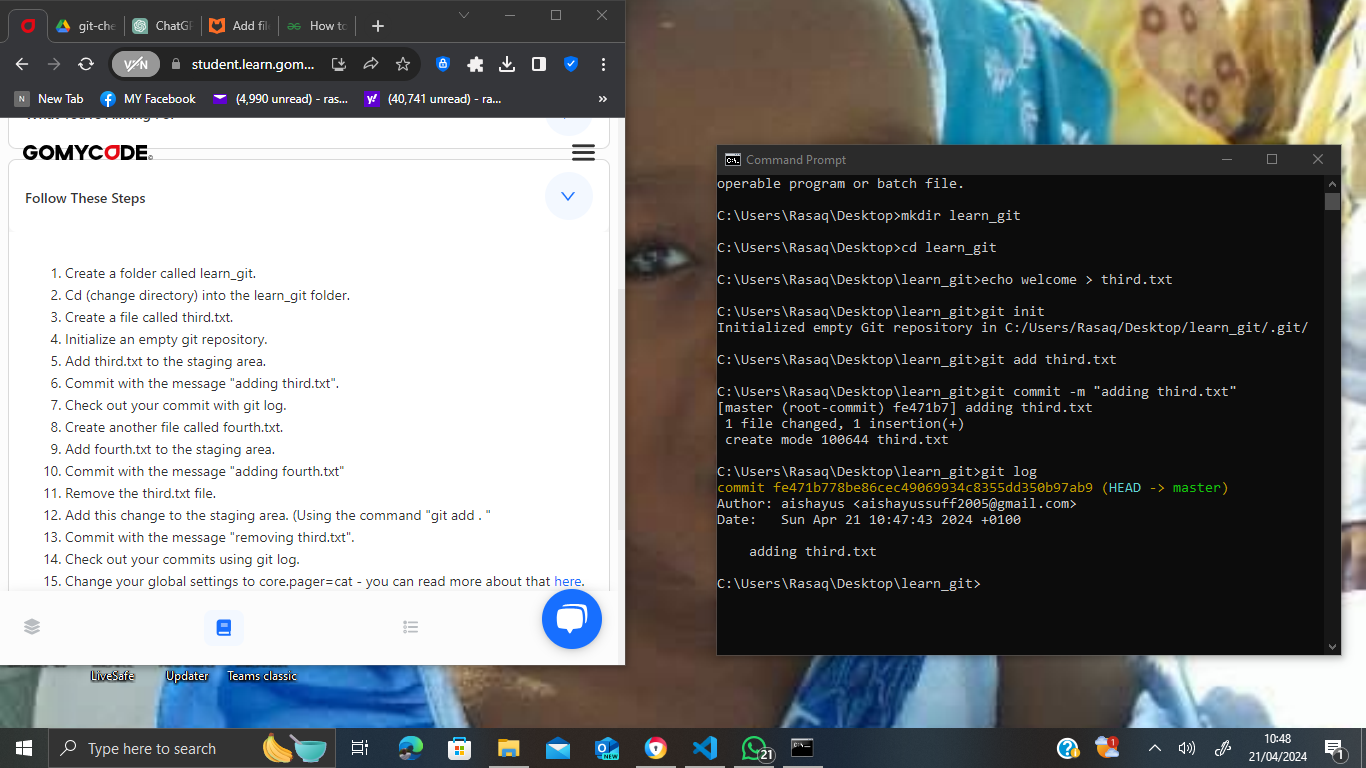 git-che
ChatGP
Add file
How to
VPN
student.learn.gom...
N New Tab
MY Facebook
(4,990 unread) - ras...
(40,741 unread) - ra...
»
GOMYCODE
Follow These Steps
1. Create a folder called learn_git.
2. Cd (change directory) into the learn_git folder.
3. Create a file called third.txt.
4. Initialize an empty git repository.
5. Add third.txt to the staging area.
6. Commit with the message "adding third.txt".
7. Check out your commit with git log.
8. Create another file called fourth.txt.
9. Add fourth.txt to the staging area.
10. Commit with the message "adding fourth.txt"
11. Remove the third.txt file.
12. Add this change to the staging area. (Using the command "git add . "
13. Commit with the message "removing third.txt".
14. Check out your commits using git log.
15. Change your global settings to core.pager=cat - you can read more about that here.
Command Prompt
operable program or batch file.
C:\Users\Rasaq\Desktop>mkdir learn_git
C:\Users\Rasaq\Desktop>cd learn_git
C:\Users\Rasaq\Desktop\learn_git>echo welcome > third.txt
C:\Users\Rasaq\Desktop\learn_git>git init
Initialized empty Git repository in C:/Users/Rasaq/Desktop/learn_git/.git/
C:\Users\Rasaq\Desktop\learn_git>git add third.txt
C:\Users\Rasaq\Desktop\learn_git>git commit -m "adding third.txt"
[master (root-commit) fe471b7] adding third.txt
1 file changed, 1 insertion(+)
create mode 100644 third.txt
C:\Users\Rasaq\Desktop\learn_git>git log
commit fe471b778be86cec49069934c8355dd350b97ab9 (HEAD -> master)
Author: aishayus <aishayussuff2005@gmail.com>
Date:   Sun Apr 21 10:47:43 2024 +0100
adding third.txt
C:\Users\Rasaq\Desktop\learn_git>
LiveSafe
Updater
Teams classic
Type here to search
NEW
21
1
10:48
21/04/2024
1